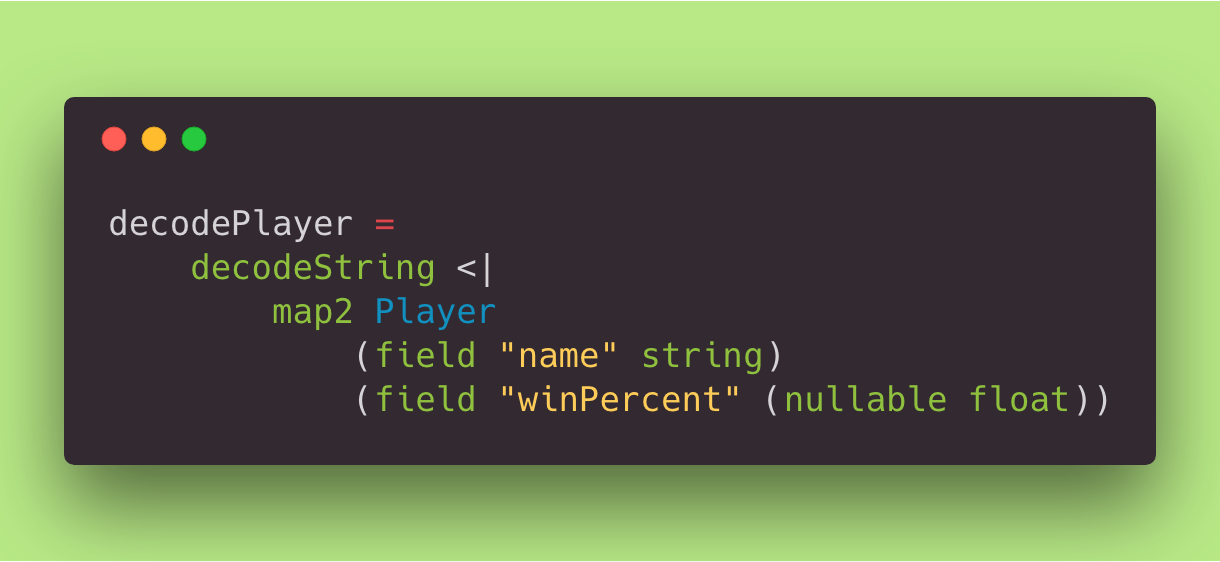 decodePlayer =
    decodeString <|
        map2 Player
            (field "name" string)
            (field "winPercent" (nullable float))